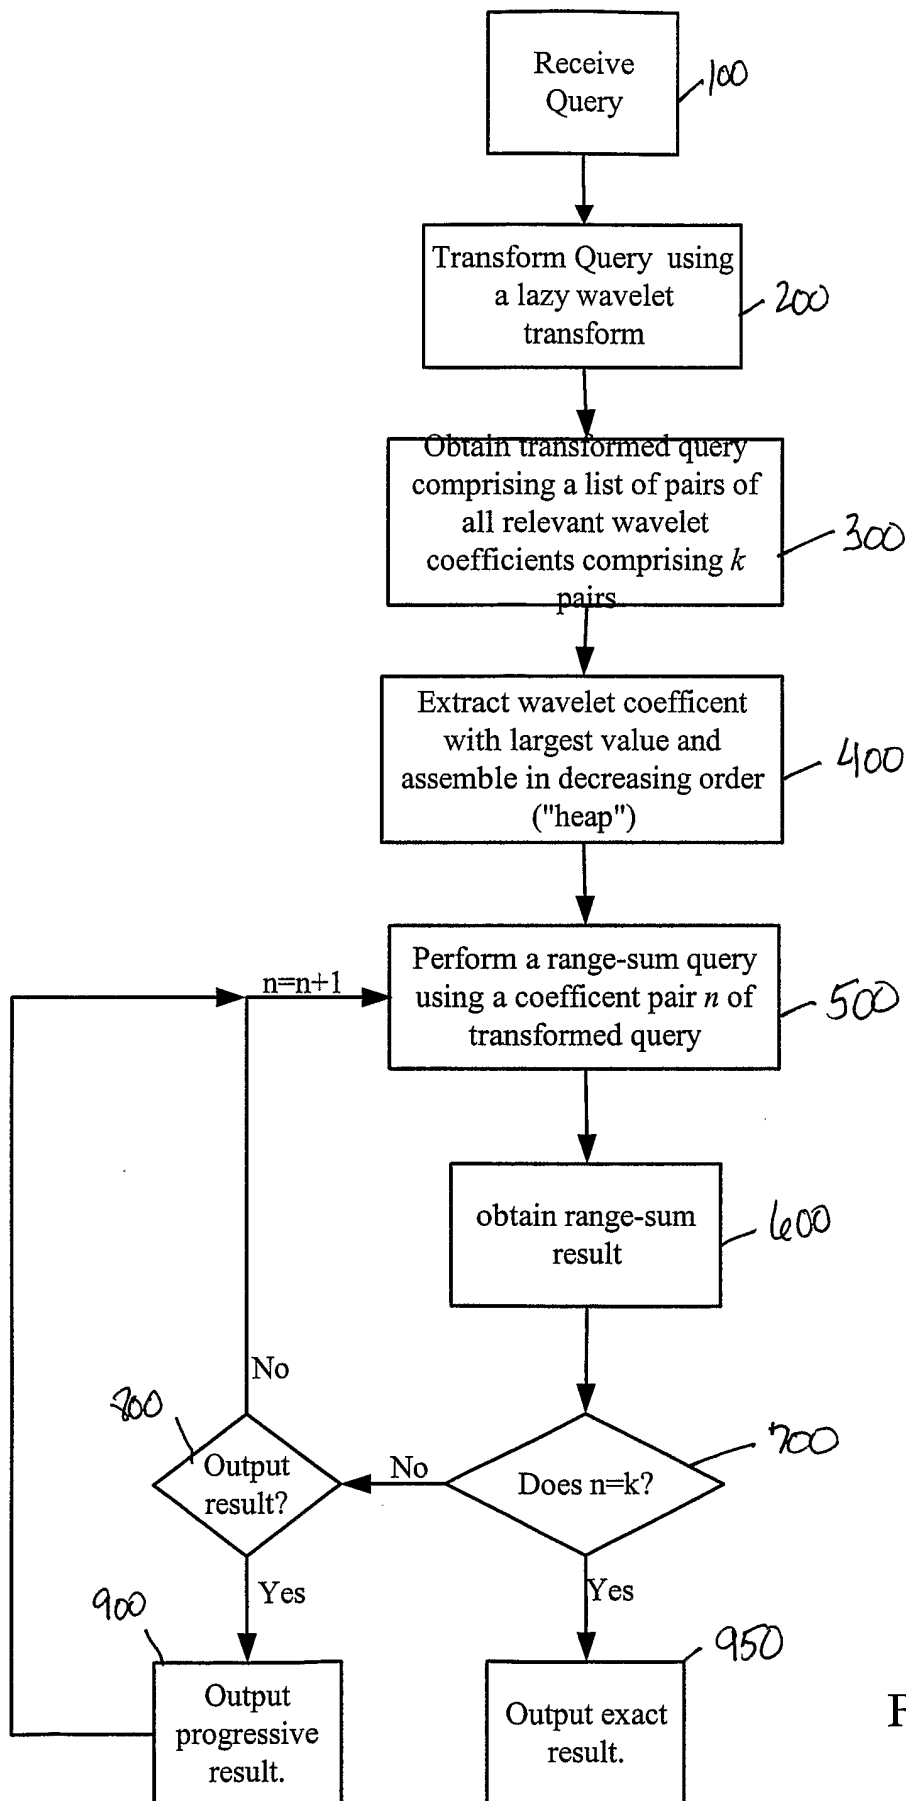 Receive
Query
100
Transform Query using
a lazy wavelet
transform
200
Obtain transformed query
comprising a list of pairs of
all relevant wavelet
coefficients comprising k
pairs
300
Extract wavelet coefficent
with largest value and
assemble in decreasing order
("heap")
400
n=n+1
Perform a range-sum query
using a coefficent pair n of
transformed query
500
obtain range-sum
result
600
No
800
Output
result?
No
Does n=k?
700
Yes
Yes
900
950
Output
progressive
result.
Output exact
result.
F